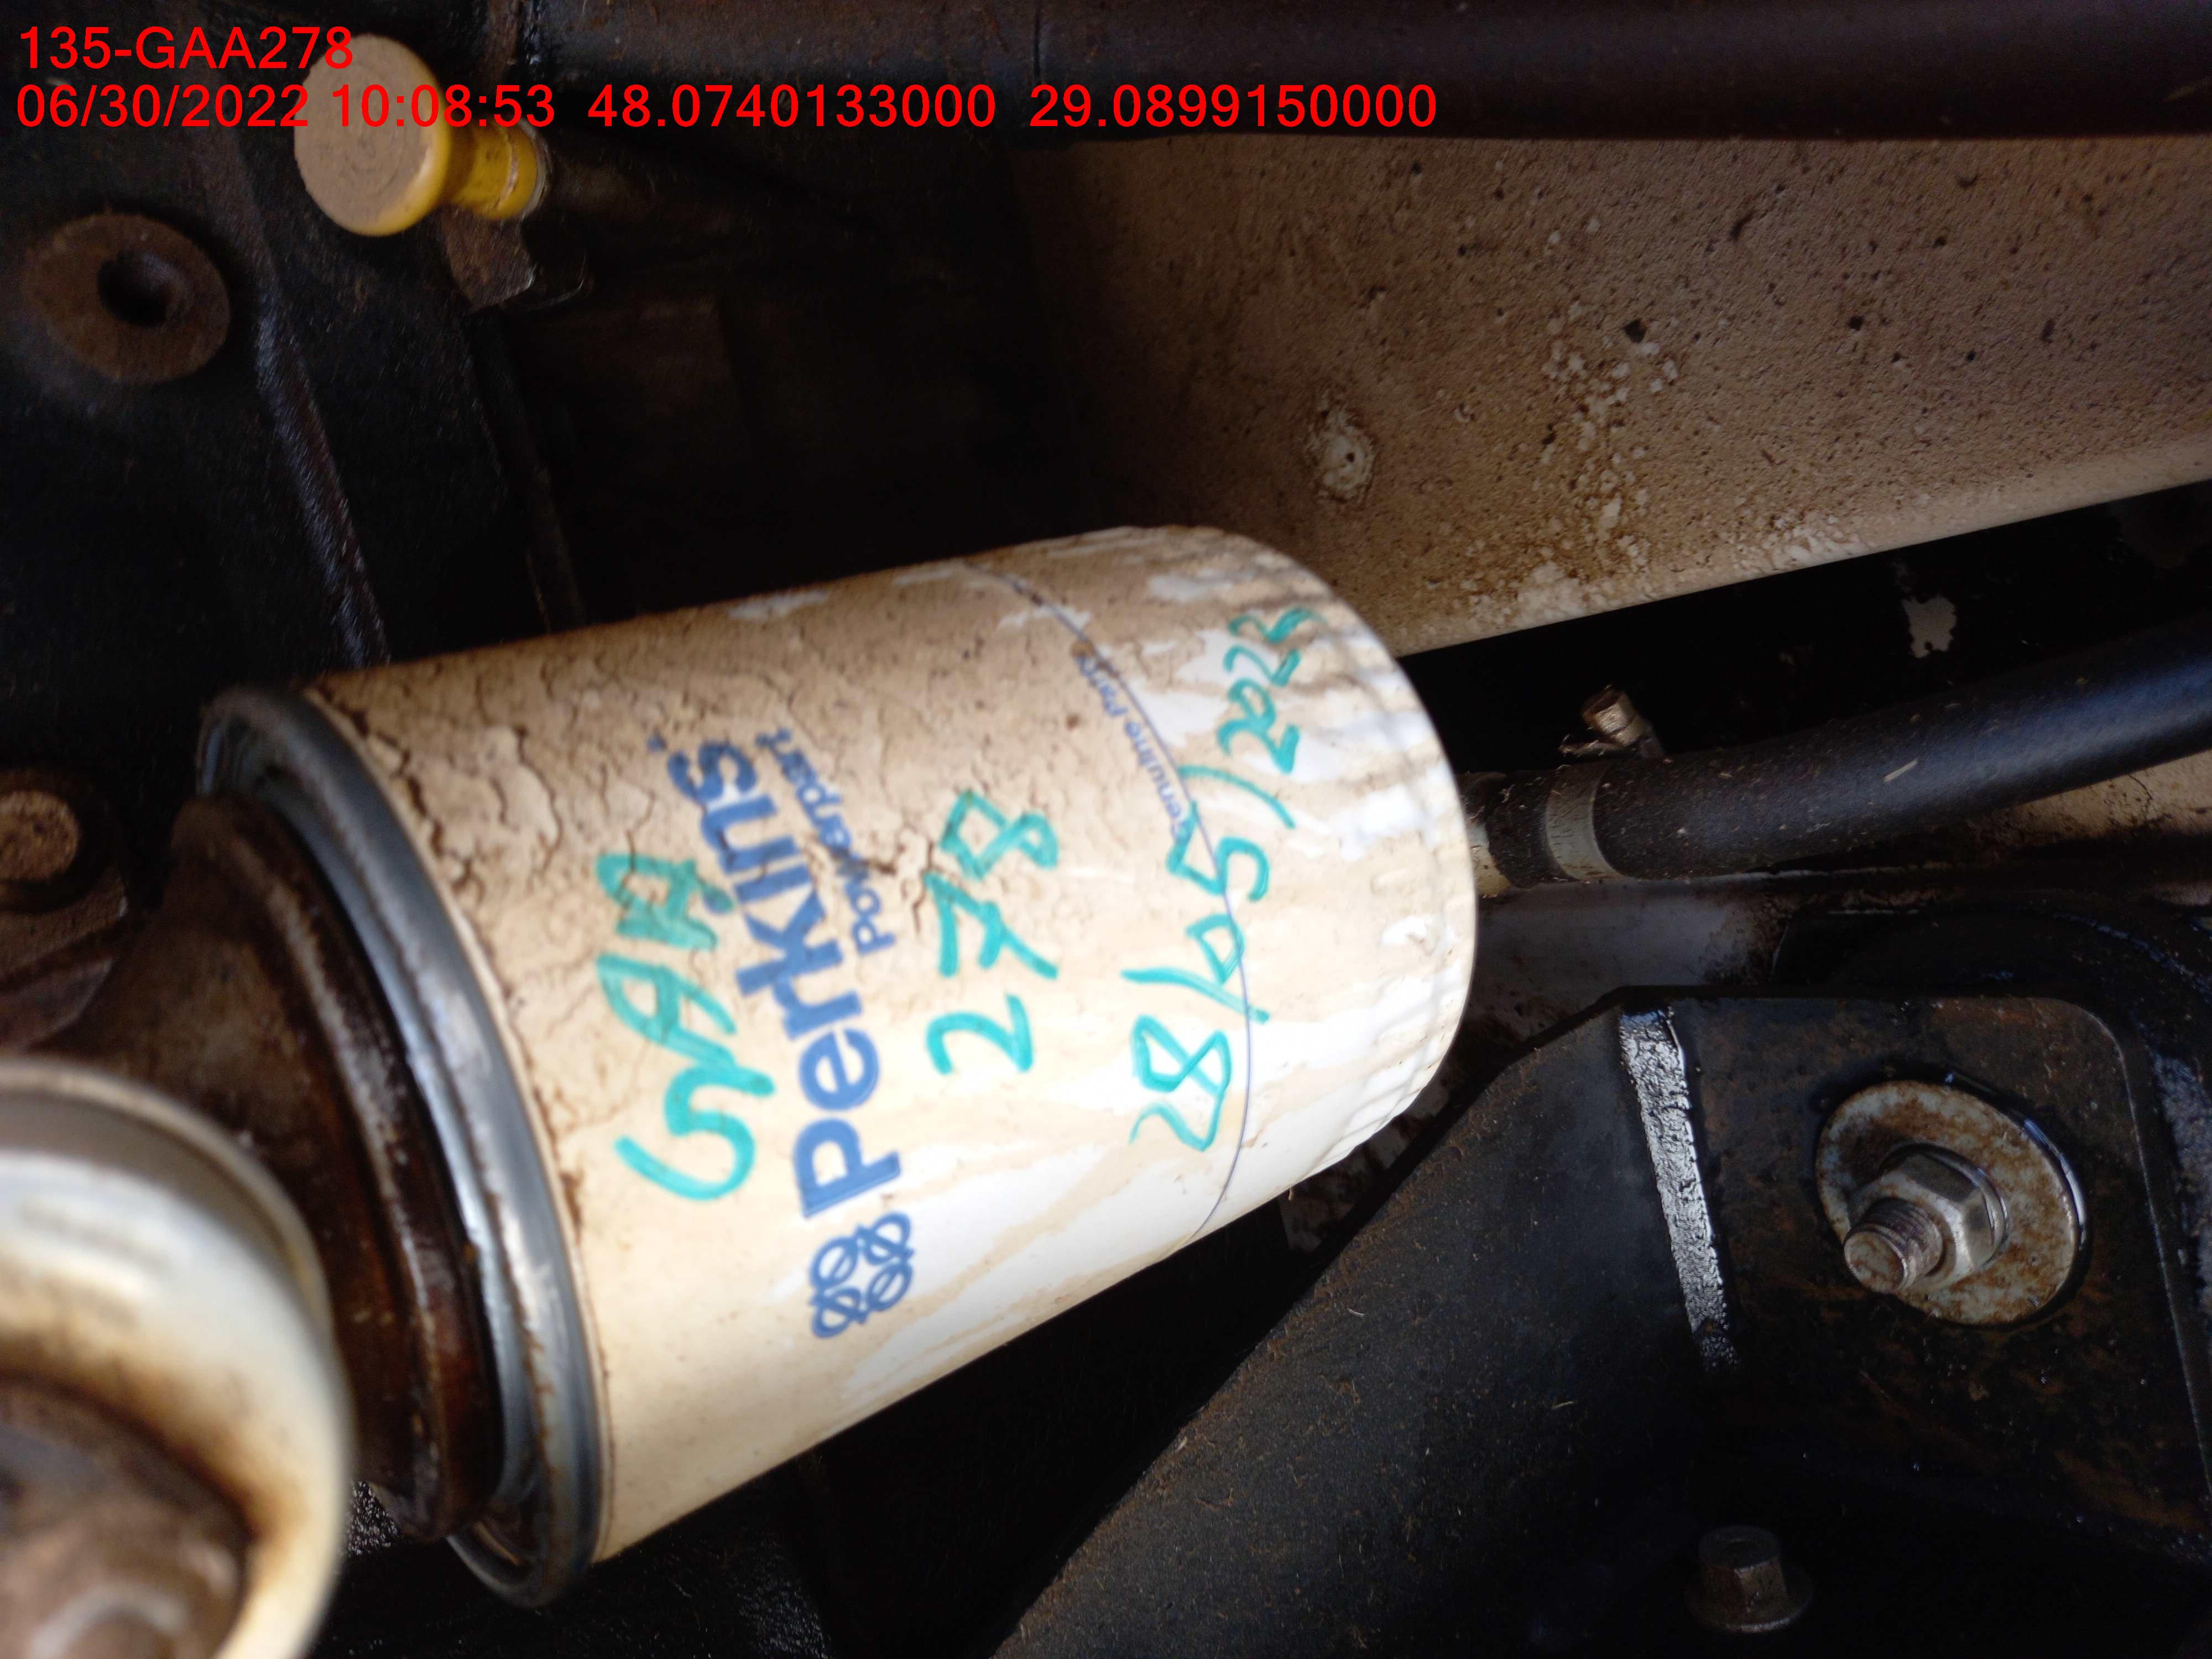 135-GAA278
06/30/2022 10:08:53 48.0740133000 29.0899150000
GAA
Perkins
Powerpart
278
Genuine Parts
28/05/2023